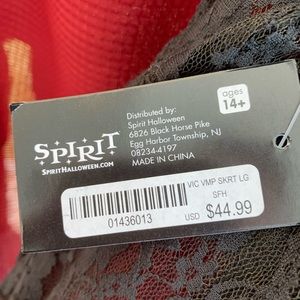 Distributed by:
Spirit Halloween
6826 Black Horse Pike
Egg Harbor Township, NJ
08234-4197
MADE IN CHINA
ages
14+
SPIRIT
SPIRITHALLOWEEN.COM
VIC VMP SKRT LG
SFH
01436013
USD
$44.99